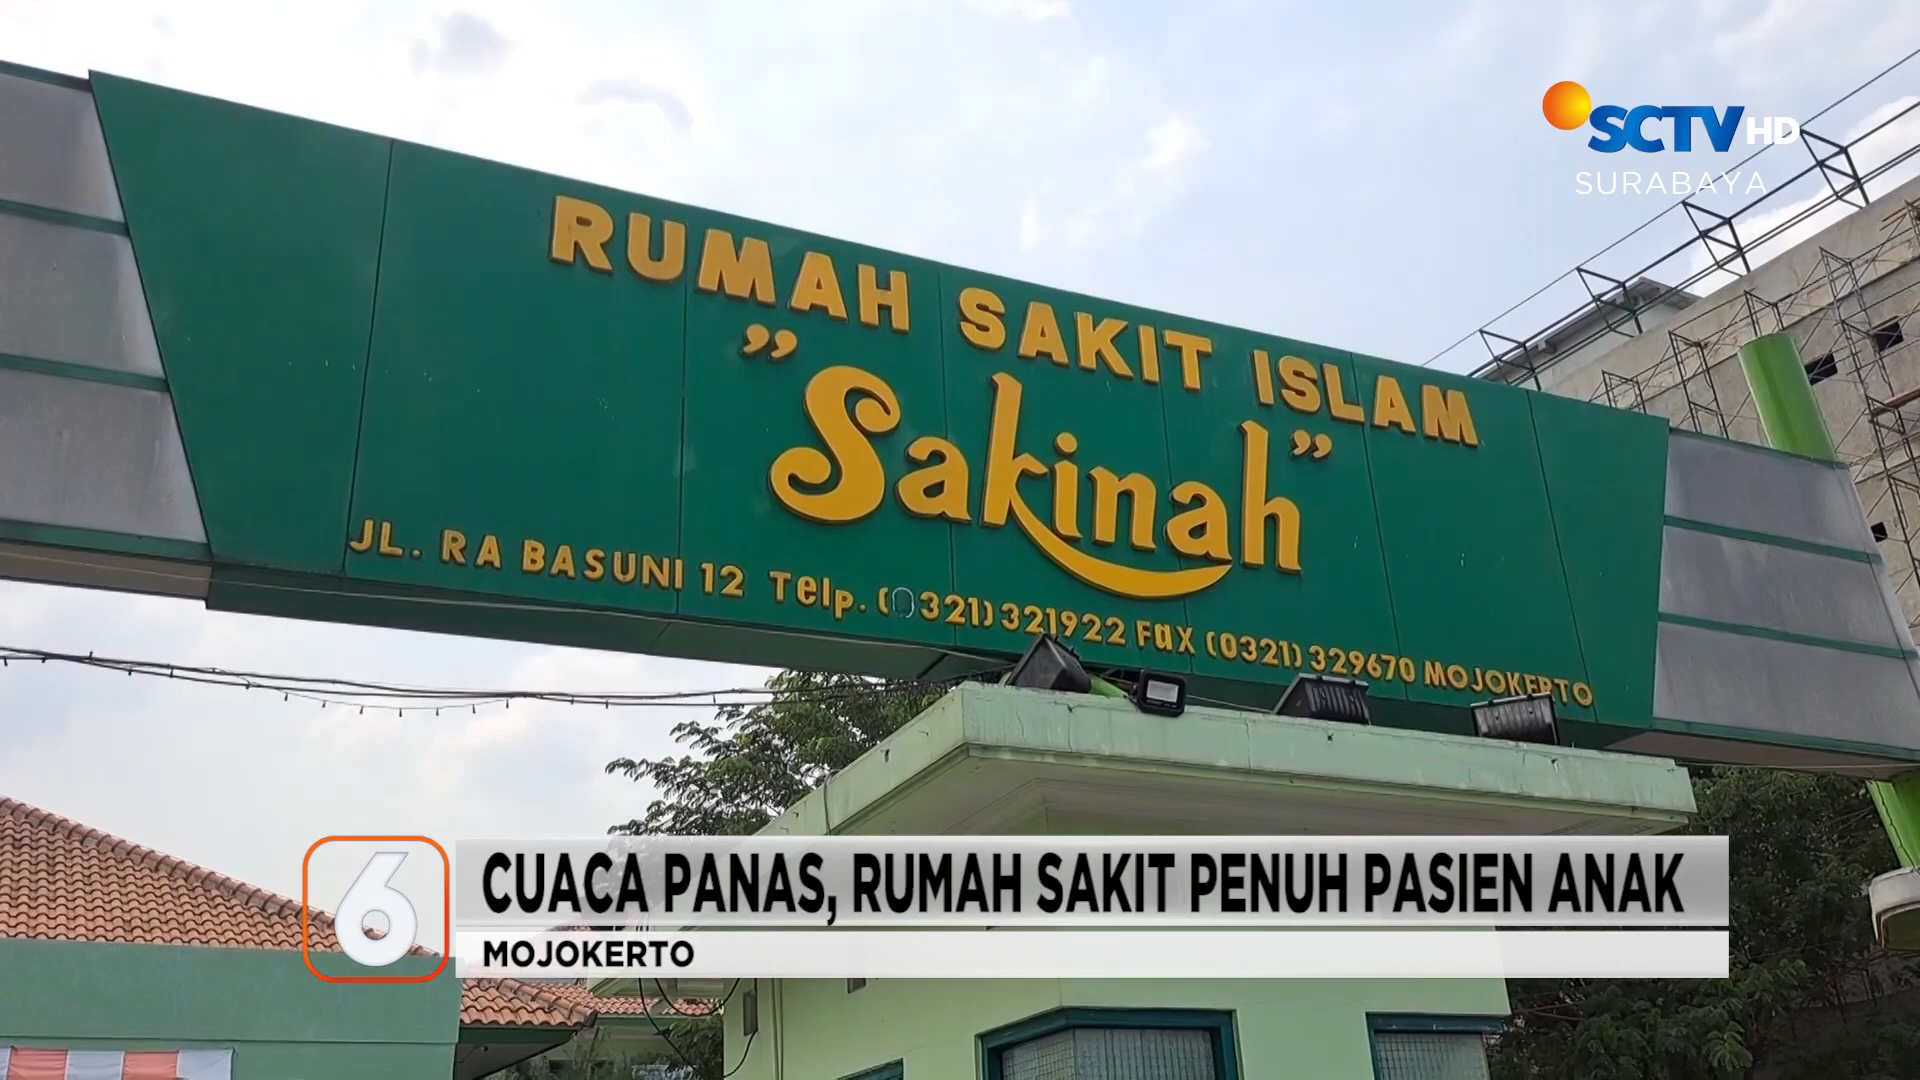 SCTV HD
SURABAYA
RUMAH SAKIT ISLAM
”Sakinah”
JL. RA BASUNI 12 Telp. (0321) 321922 Fax (0321) 329670 MOJOKERTO
6
CUACA PANAS, RUMAH SAKIT PENUH PASIEN ANAK
MOJOKERTO